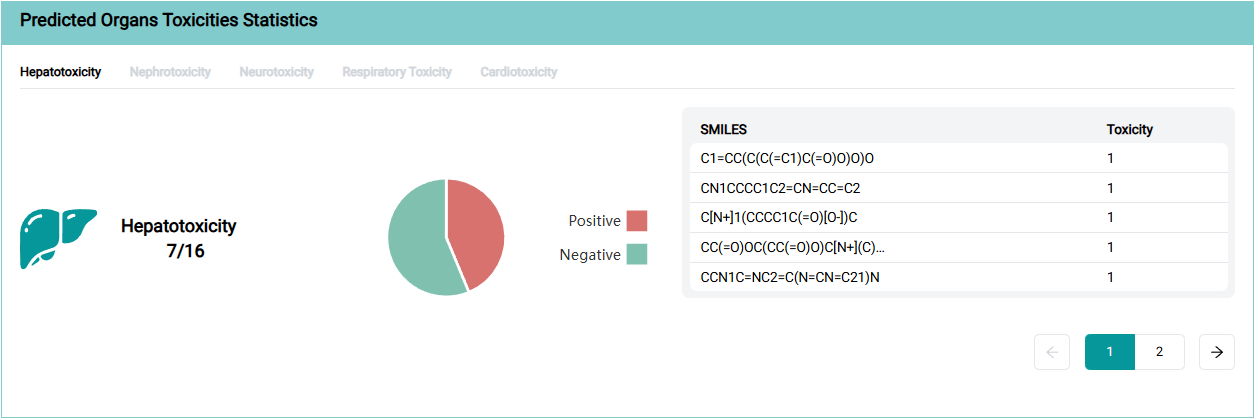 Predicted Organs Toxicities Statistics
Hepatotoxicity Nephrotoxicity Neurotoxicity Respiratory Toxicity Cardiotoxicity
Hepatotoxicity
7/16
Positive
Negative
SMILES Toxicity
C1=CC(C(C(=C1)C(=O)O)O)O 1
CN1CCCC1C2=CN=CC=C2 1
C[N+]1(CCCC1C(=O)[O-])C 1
CC(=O)OC(CC(=O)O)C[N+](C)... 1
CCN1C=NC2=C(N=CN=C21)N 1
← 1 2 →